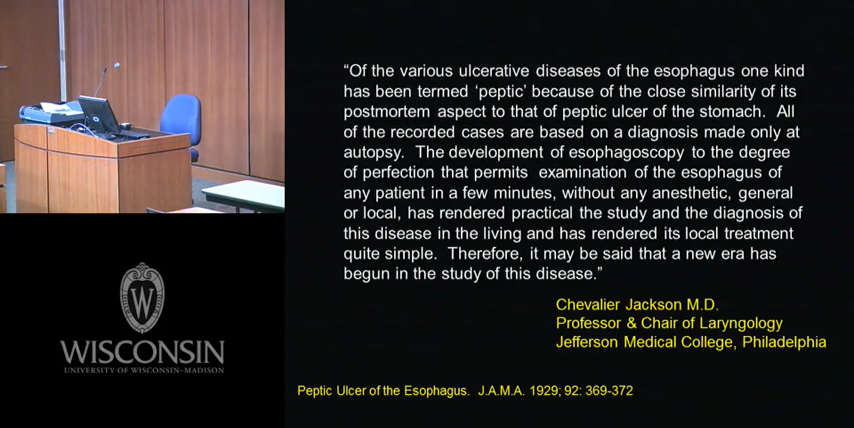 “Of the various ulcerative diseases of the esophagus one kind
has been termed ‘peptic’ because of the close similarity of its
postmortem aspect to that of peptic ulcer of the stomach.  All
of the recorded cases are based on a diagnosis made only at
autopsy.  The development of esophagoscopy to the degree
of perfection that permits  examination of the esophagus of
any patient in a few minutes, without any anesthetic, general
or local, has rendered practical the study and the diagnosis of
this disease in the living and has rendered its local treatment
quite simple.  Therefore, it may be said that a new era has
begun in the study of this disease.”
Chevalier Jackson M.D.
Professor & Chair of Laryngology
Jefferson Medical College, Philadelphia
Peptic Ulcer of the Esophagus.  J.A.M.A. 1929; 92: 369-372
W
WISCONSIN
UNIVERSITY OF WISCONSIN–MADISON